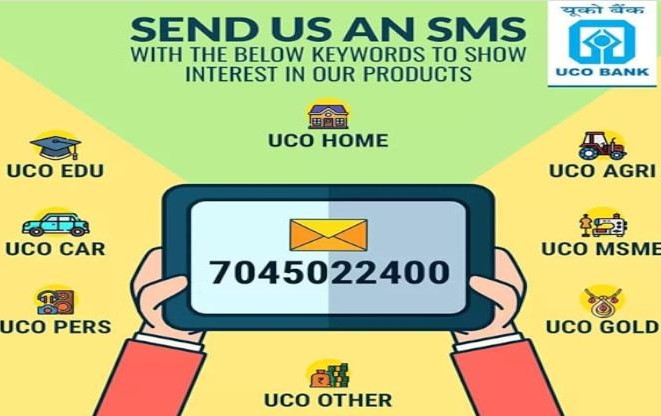 SEND US AN SMS
WITH THE BELOW KEYWORDS TO SHOW
INTEREST IN OUR PRODUCTS
यूको बैंक
UCO BANK
UCO HOME
UCO EDU
UCO AGRI
UCO CAR
UCO MSME
7045022400
UCO PERS
UCO GOLD
UCO OTHER